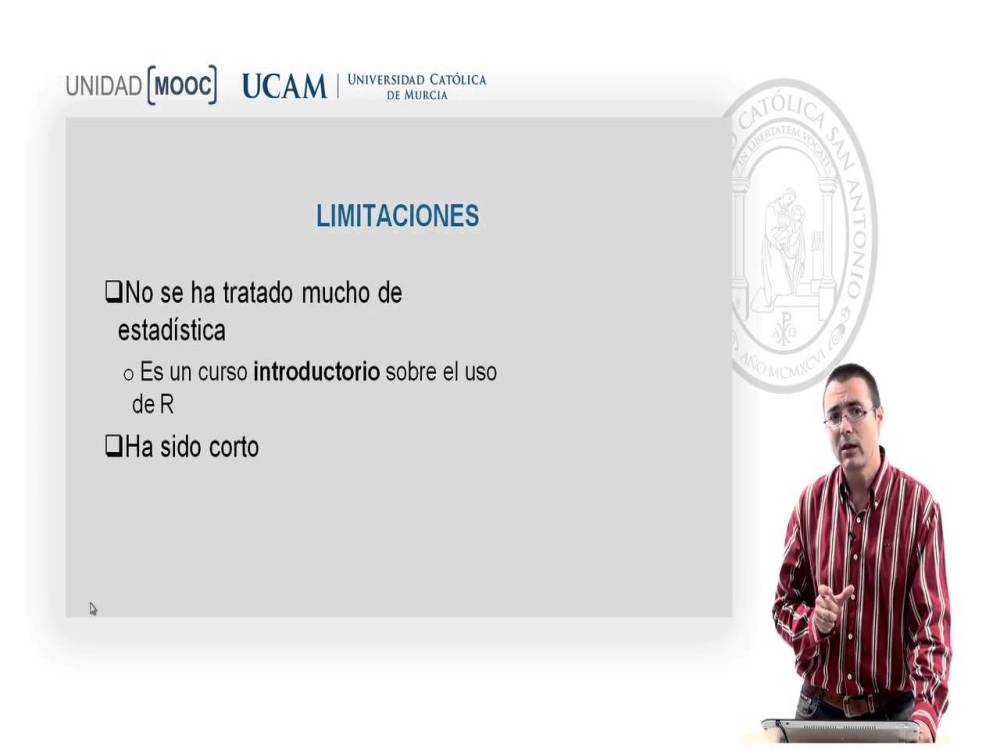 UNIDAD [MOOC] UCAM | UNIVERSIDAD CATÓLICA
DE MURCIA
CATÓLICA SAN ANTONIO
IN LIBERTATEM VOCATI
AÑO MCMXCVI
LIMITACIONES
❑No se ha tratado mucho de
estadística
○ Es un curso introductorio sobre el uso
de R
❑Ha sido corto